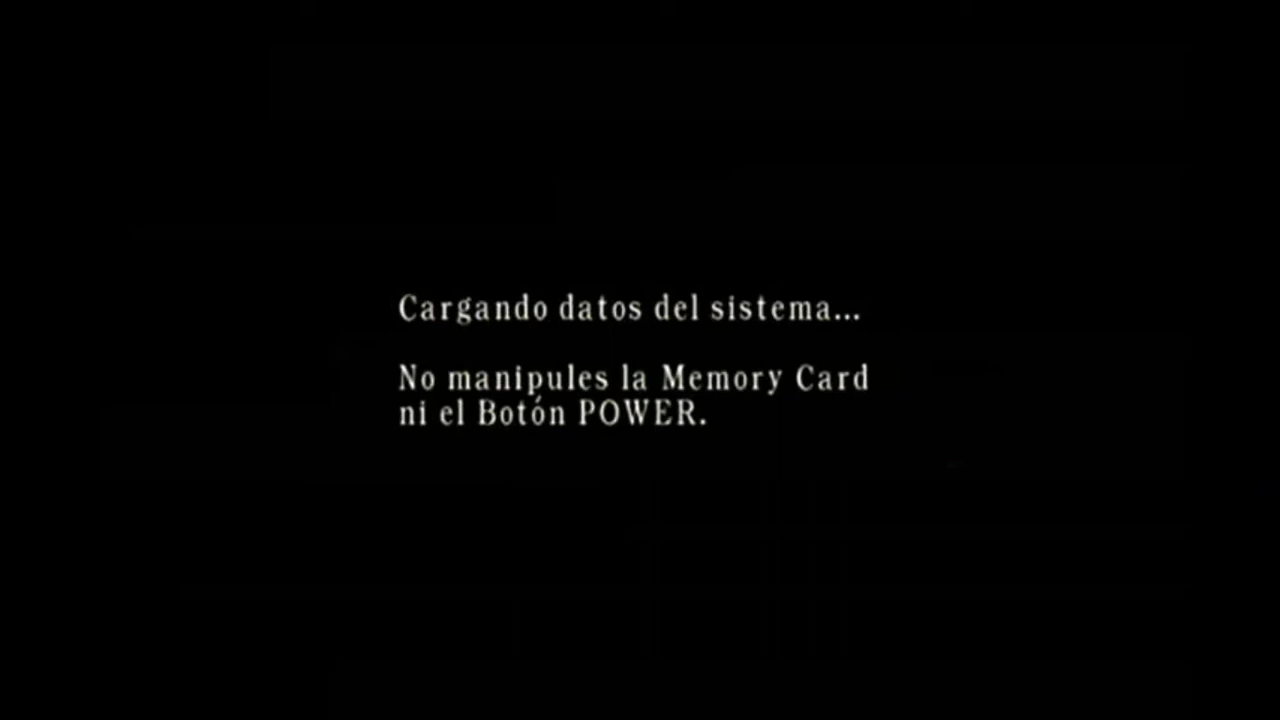 Cargando datos del sistema...
No manipules la Memory Card
ni el Botón POWER.